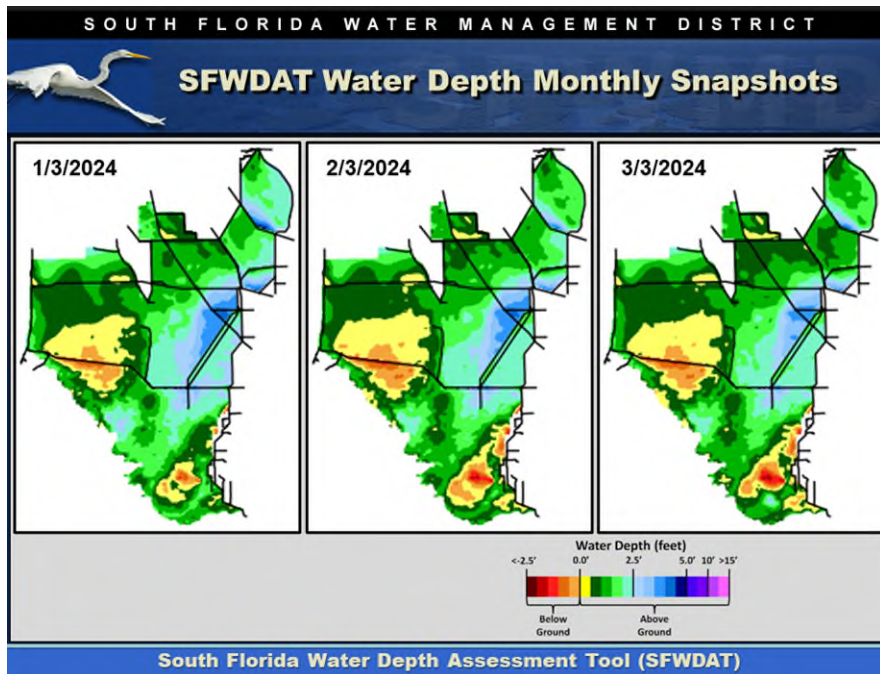 SOUTH FLORIDA WATER MANAGEMENT DISTRICT
SFWDAT Water Depth Monthly Snapshots
1/3/2024
2/3/2024
3/3/2024
Water Depth (feet)
<-2.5' 0.0' 2.5' 5.0' 10' >15'
Below Ground
Above Ground
South Florida Water Depth Assessment Tool (SFWDAT)